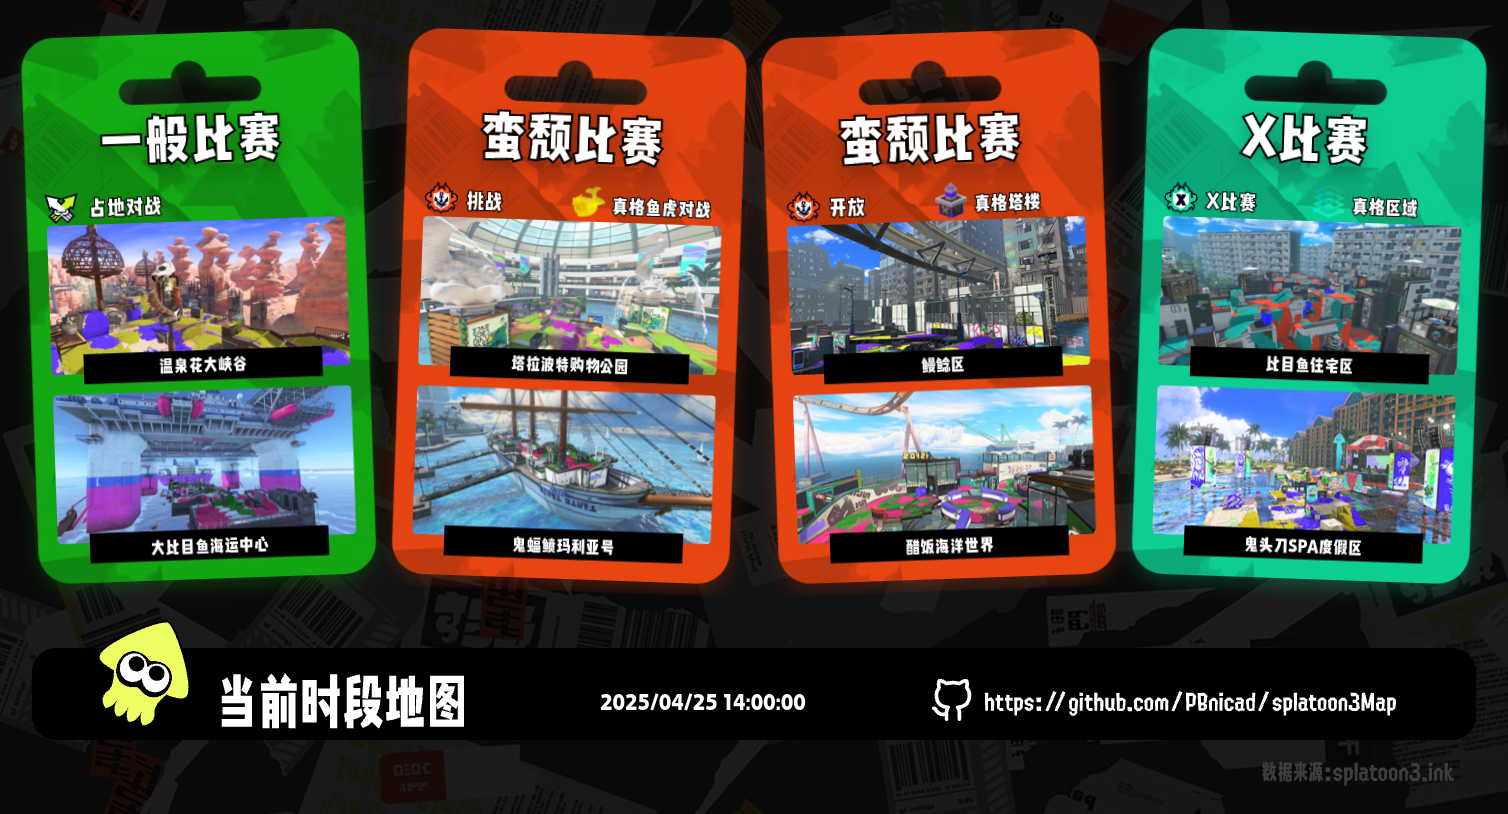 一般比赛
占地对战
温泉花大峡谷
大比目鱼海运中心
蛮颓比赛
挑战
真格鱼虎对战
塔拉波特购物公园
鬼蝠鲼玛利亚号
蛮颓比赛
开放
真格塔楼
鳗鲶区
醋饭海洋世界
X比赛
X比赛
真格区域
比目鱼住宅区
鬼头刀SPA度假区
当前时段地图
2025/04/25 14:00:00
https://github.com/PBnicad/splatoon3Map
数据来源:splatoon3.ink